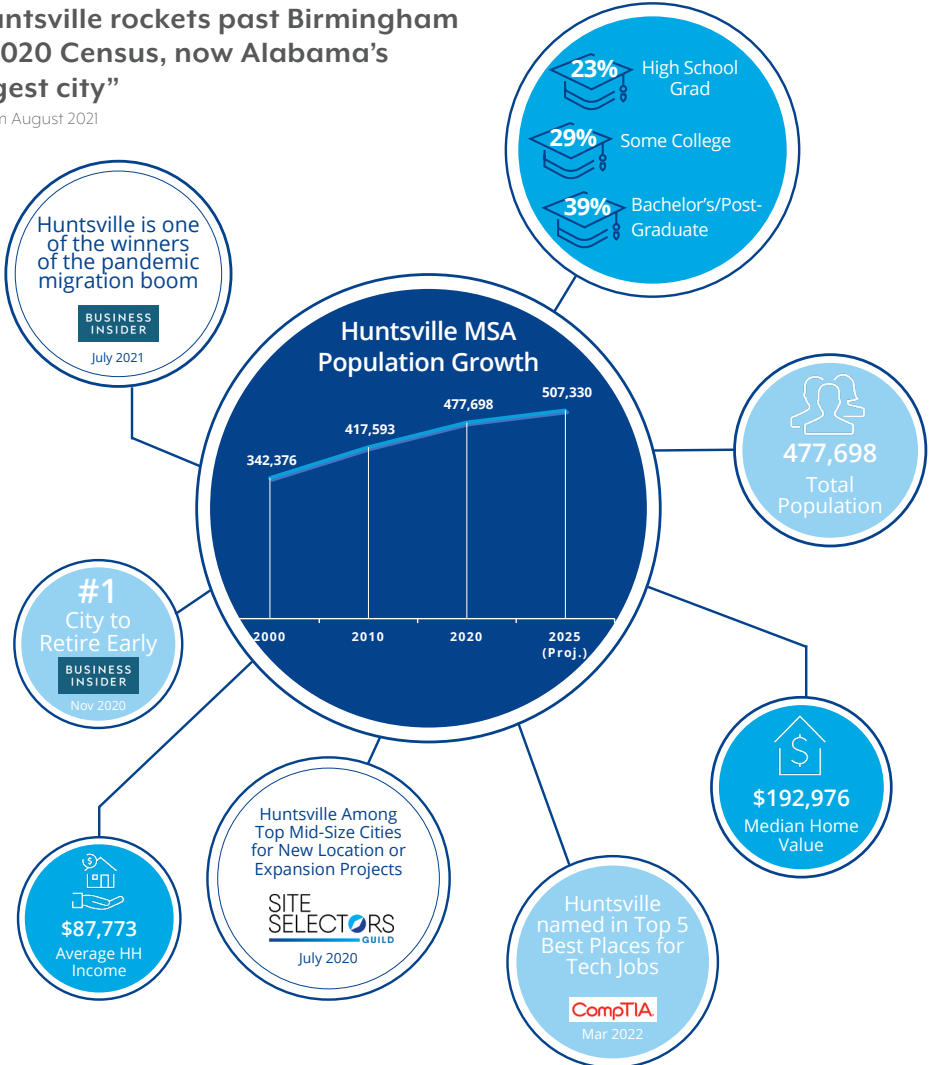 untsville rockets past Birmingham
020 Census, now Alabama's
gest city”
August 2021
23% High School
Grad
29% Some College
39% Bachelor's/Post-
Graduate
Huntsville is one
of the winners
of the pandemic
migration boom
BUSINESS
INSIDER
July 2021
Huntsville MSA
Population Growth
342,376
417,593
477,698
507,330
2000
2010
2020
2025
(Proj.)
477,698
Total
Population
#1
City to
Retire Early
BUSINESS
INSIDER
Nov 2020
$192,976
Median Home
Value
$87,773
Average HH
Income
Huntsville Among
Top Mid-Size Cities
for New Location or
Expansion Projects
SITE
SELECTORS
GUILD
July 2020
Huntsville
named in Top 5
Best Places for
Tech Jobs
CompTIA.
Mar 2022